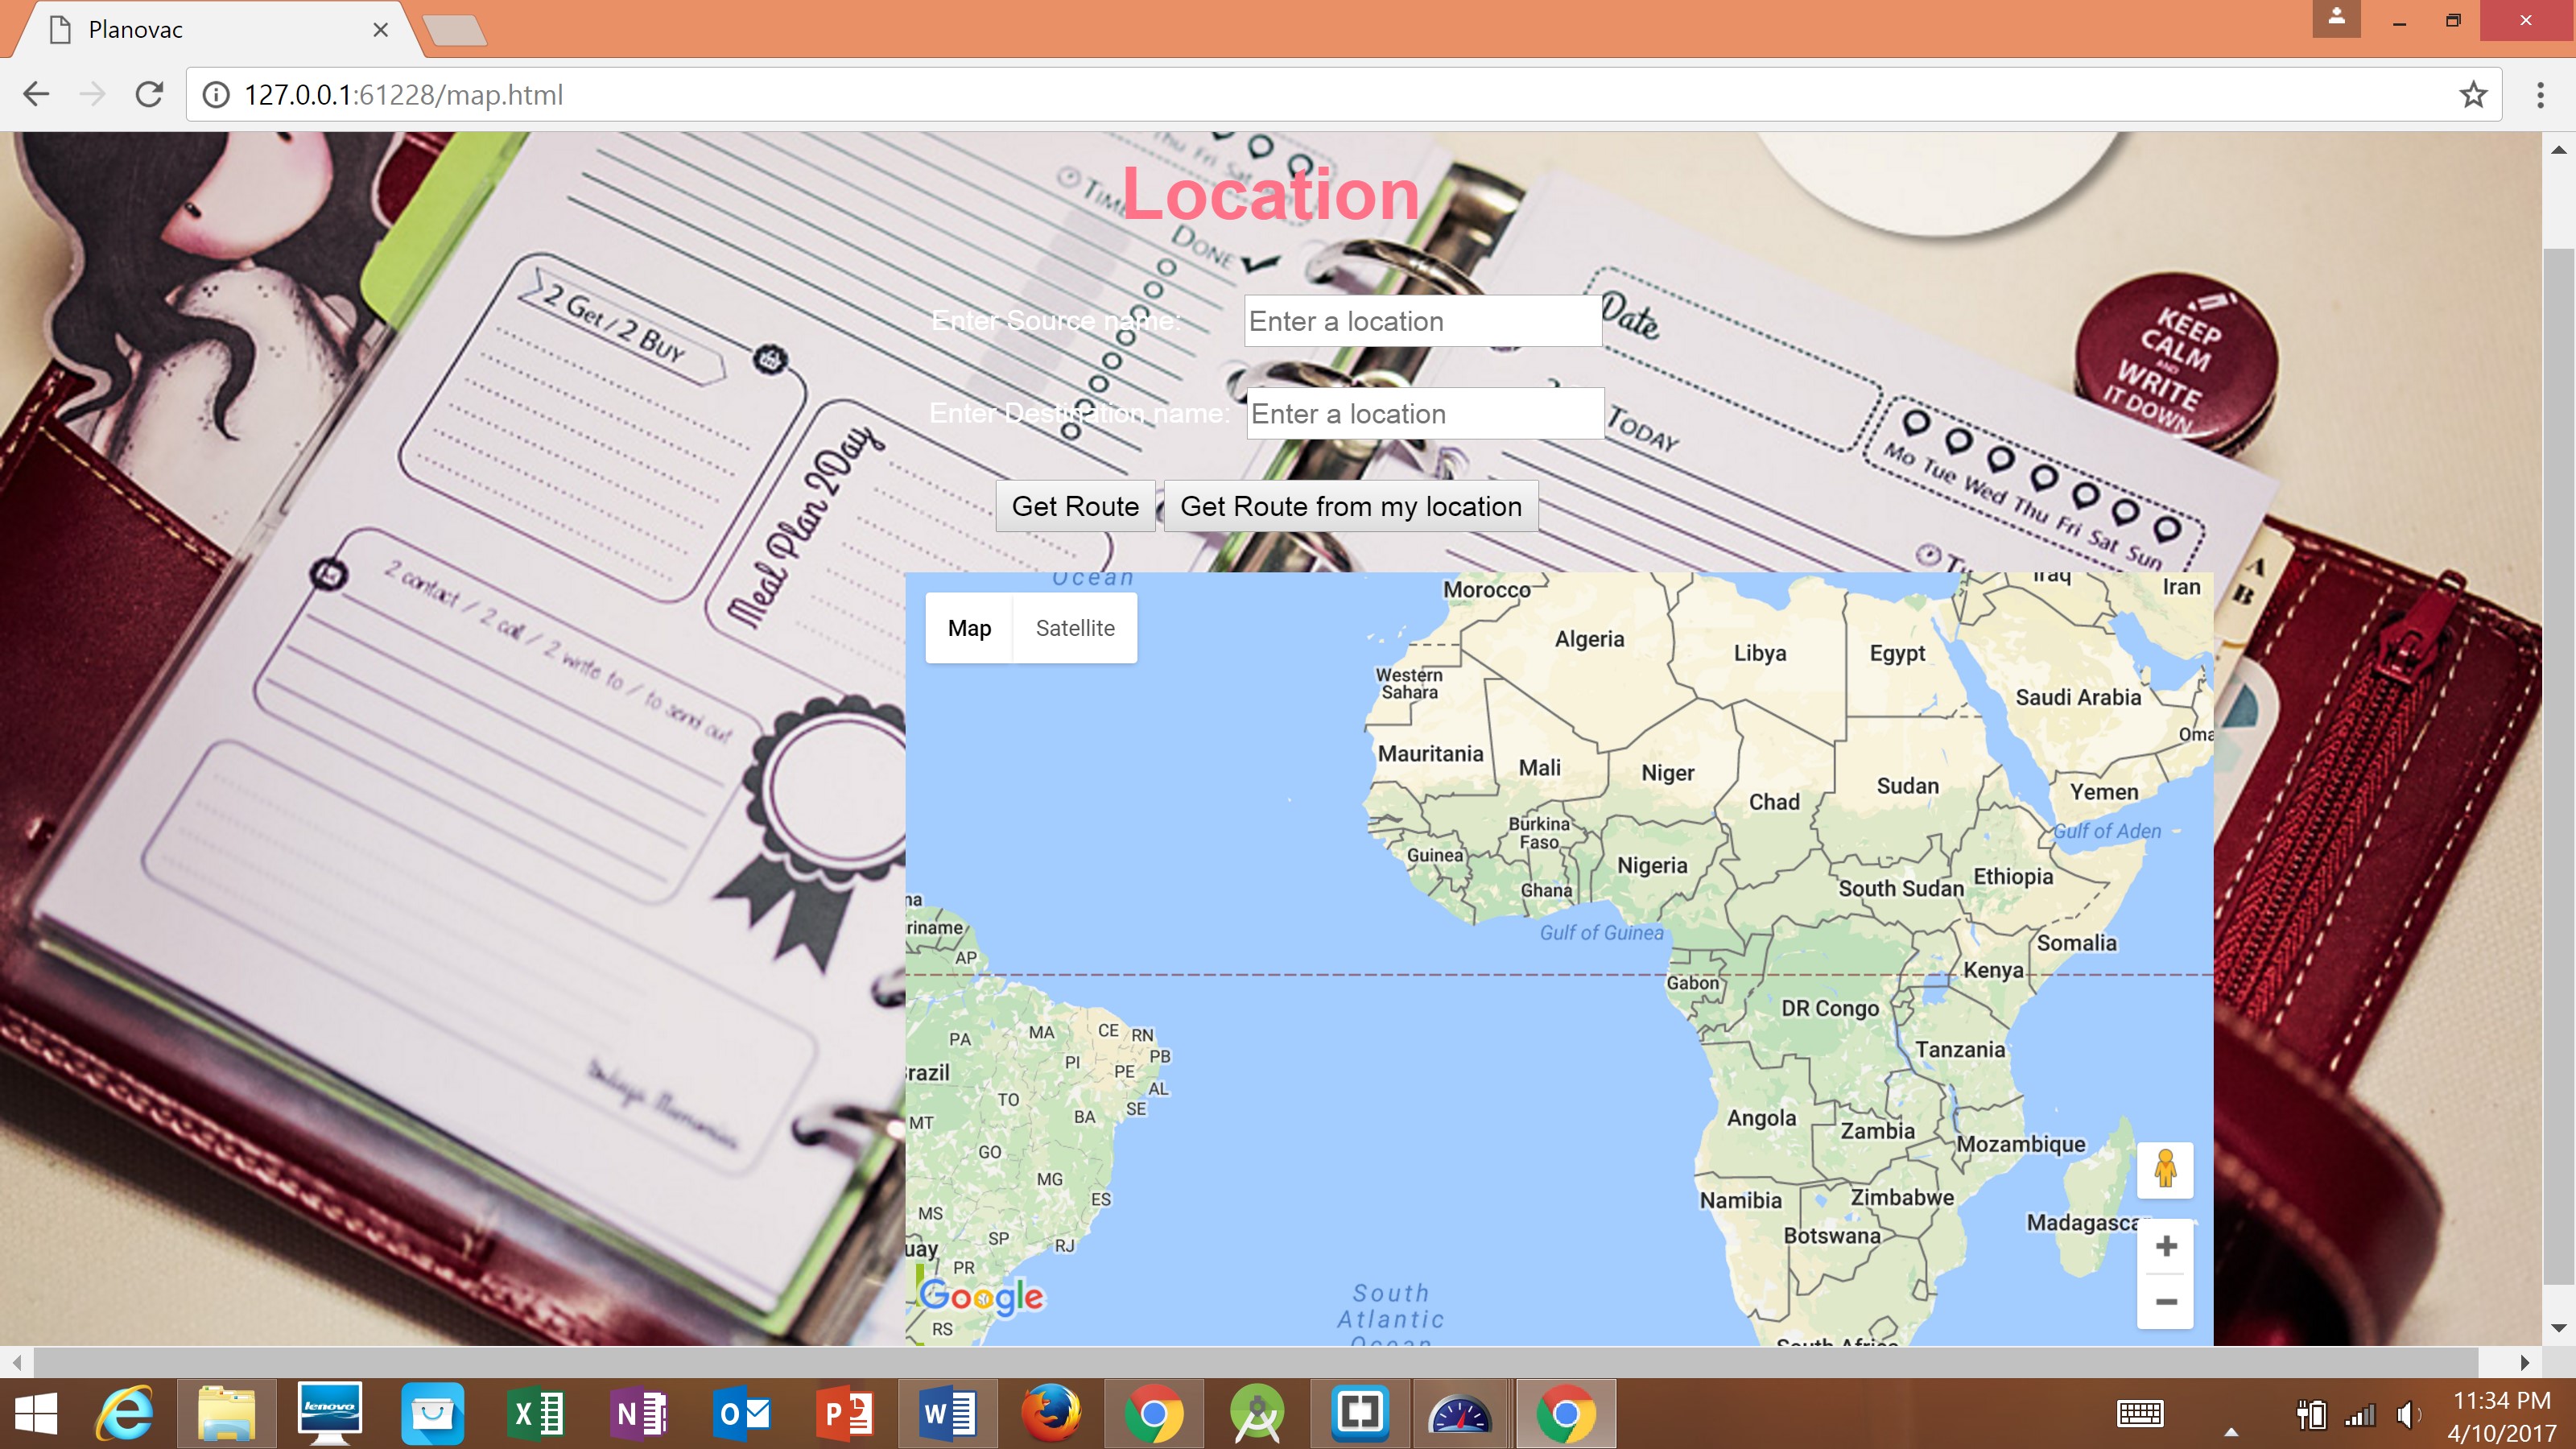 Planovac
127.0.0.1:61228/map.html
Thu Fri Sat
Location
TIME
DONE
2 Get / 2 Buy
Enter Source name:
Enter a location
Date
KEEP
CALM
AND
WRITE
IT DOWN
Enter Destination name:
Enter a location
TODAY
Mo Tue Wed Thu Fri Sat Sun
Meal Plan 2Day
Get Route
Get Route from my location
2 contact / 2 call / 2 write to / to send out
A
B
Ocean
Map
Satellite
Morocco
Iraq
Iran
Algeria
Libya
Egypt
Western
Sahara
Saudi Arabia
Oma
Mauritania
Mali
Niger
Chad
Sudan
Yemen
Gulf of Aden
Burkina
Faso
Guinea
Ghana
Nigeria
South Sudan
Ethiopia
na
riname
AP
Gulf of Guinea
Somalia
Kenya
Gabon
DR Congo
PA
MA
CE
RN
PB
PI
PE
AL
razil
TO
BA
SE
MT
Tanzania
Angola
Zambia
Mozambique
GO
MG
ES
Namibia
Zimbabwe
MS
Botswana
Madagasca
SP
RJ
uay
PR
Google
RS
South
Atlantic
Ocean
South Africa
lenovo
11:34 PM
4/10/2017